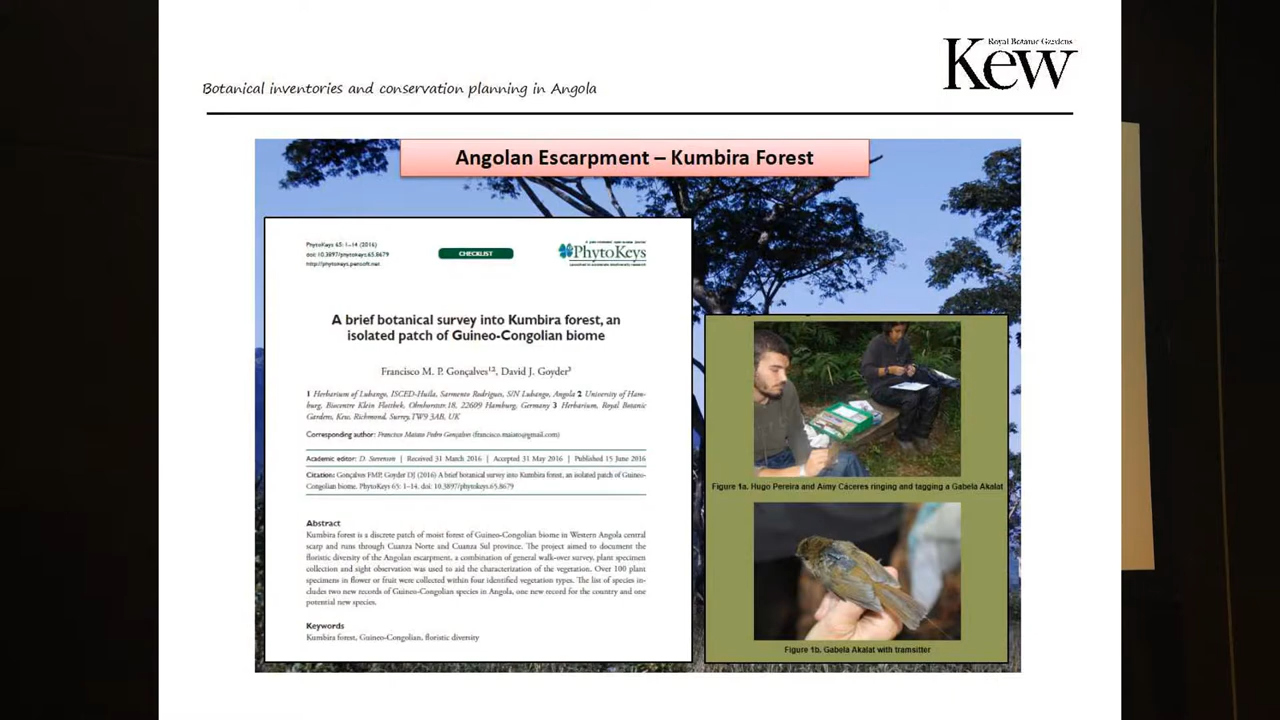 Royal Botanic Gardens
Kew
Botanical inventories and conservation planning in Angola
Angolan Escarpment – Kumbira Forest
PhytoKeys 65: 1–14 (2016)
doi: 10.3897/phytokeys.65.8679
http://phytokeys.pensoft.net
CHECKLIST
PhytoKeys
A brief botanical survey into Kumbira forest, an
isolated patch of Guineo-Congolian biome
Francisco M. P. Gonçalves1,2, David J. Goyder3
1 Herbarium of Lubango, ISCED-Huíla, Sarmento Rodrigues, S/N Lubango, Angola 2 University of Ham-
burg, Biocentre Klein Flottbek, Ohnhorststr.18, 22609 Hamburg, Germany 3 Herbarium, Royal Botanic
Gardens, Kew, Richmond, Surrey, TW9 3AB, UK
Corresponding author: Francisco Maiato Pedro Gonçalves (francisco.maiato@gmail.com)
Academic editor: D. Stevenson | Received 31 March 2016 | Accepted 31 May 2016 | Published 15 June 2016
Citation: Gonçalves FMP, Goyder DJ (2016) A brief botanical survey into Kumbira forest, an isolated patch of Guineo-
Congolian biome. PhytoKeys 65: 1–14. doi: 10.3897/phytokeys.65.8679
Abstract
Kumbira forest is a discrete patch of moist forest of Guineo-Congolian biome in Western Angola central
scarp and runs through Cuanza Norte and Cuanza Sul province. The project aimed to document the
floristic diversity of the Angolan escarpment, a combination of general walk-over survey, plant specimen
collection and sight observation was used to aid the characterization of the vegetation. Over 100 plant
specimens in flower or fruit were collected within four identified vegetation types. The list of species in-
cludes two new records of Guineo-Congolian species in Angola, one new record for the country and one
potential new species.
Keywords
Kumbira forest, Guineo-Congolian, floristic diversity
Figure 1a. Hugo Pereira and Aimy Cáceres ringing and tagging a Gabela Akalat
Figure 1b. Gabela Akalat with tramsitter